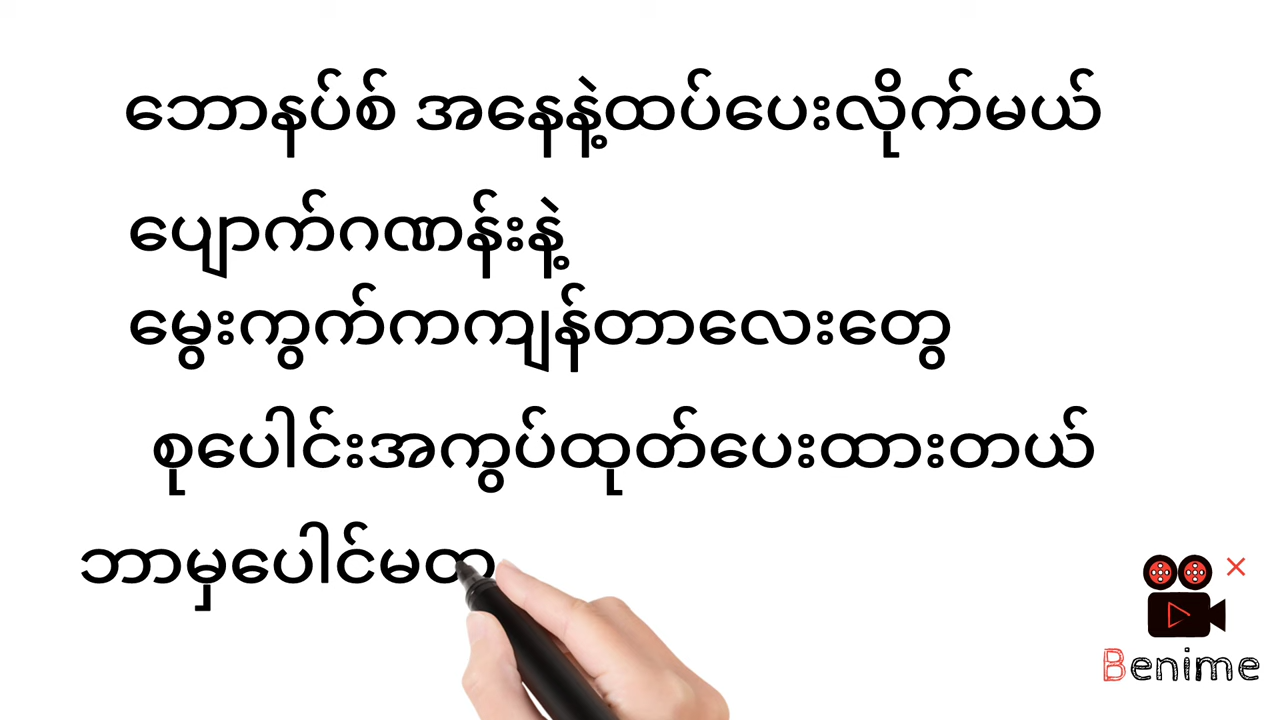 ဘောနပ်စ် အနေနဲ့ထပ်ပေးလိုက်မယ်
ပျောက်ဂဏန်းနဲ့
မွေးကွက်ကကျန်တာလေးတွေ
စုပေါင်းအကွပ်ထုတ်ပေးထားတယ်
ဘာမှပေါင်မတ
Benime